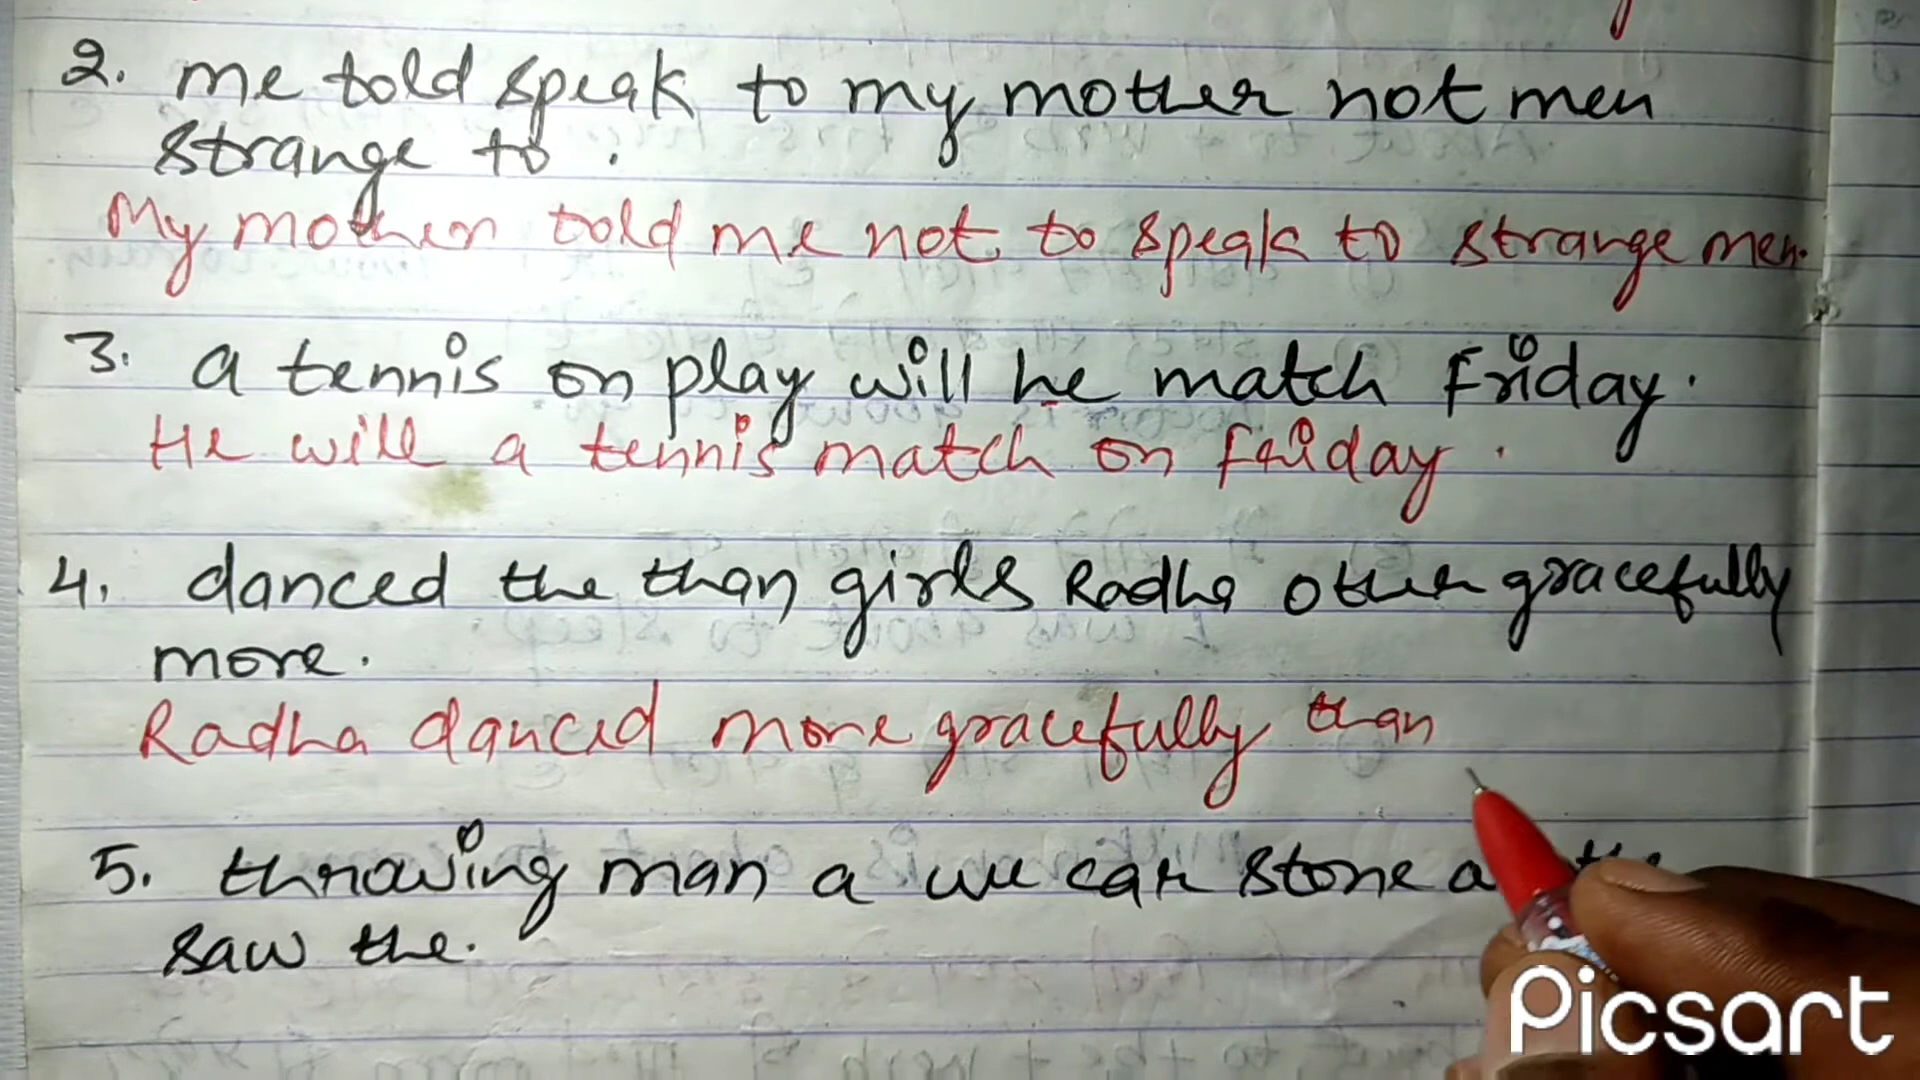 2. me told speak to my mother not men
strange to.
My mother told me not to speak to strange men.
3. a tennis on play will he match Friday.
He will a tennis match on Friday.
4. danced the than girls Radha other gracefully
more.
Radha danced more gracefully than
5. throwing man a we car stone
saw the.
Picsart